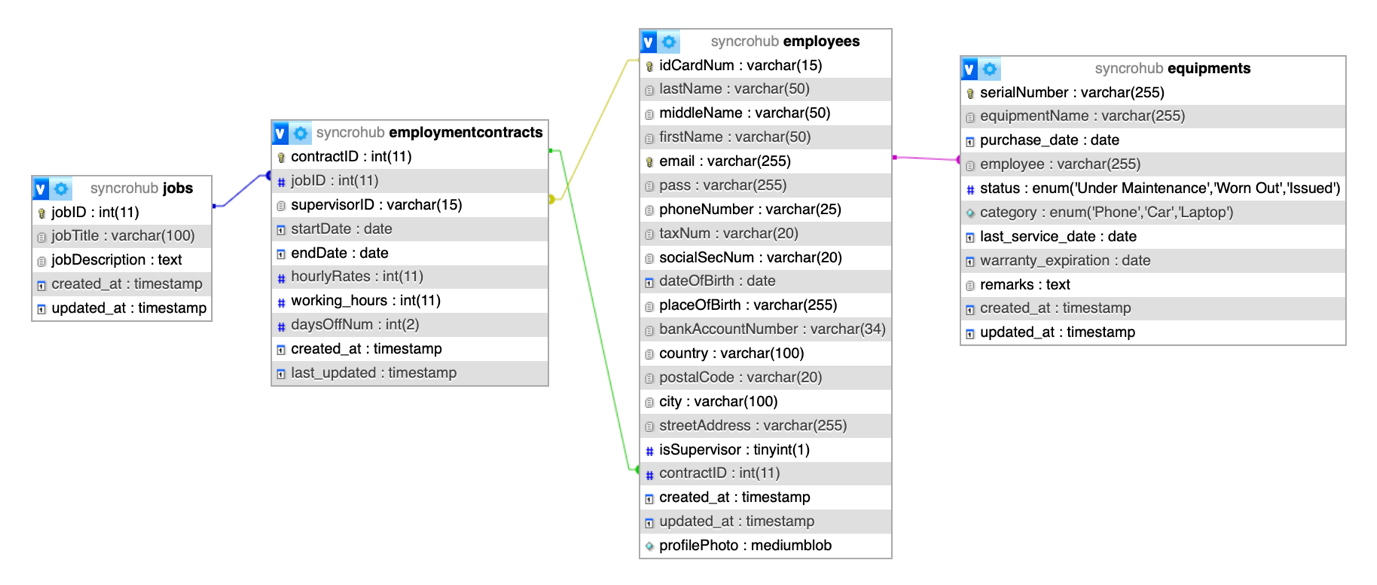 syncrohub jobs
jobID : int(11)
jobTitle : varchar(100)
jobDescription : text
created_at : timestamp
updated_at : timestamp
syncrohub employmentcontracts
contractID : int(11)
jobID : int(11)
supervisorID : varchar(15)
startDate : date
endDate : date
hourlyRates : int(11)
working_hours : int(11)
daysOffNum : int(2)
created_at : timestamp
last_updated : timestamp
syncrohub employees
idCardNum : varchar(15)
lastName : varchar(50)
middleName : varchar(50)
firstName : varchar(50)
email : varchar(255)
pass : varchar(255)
phoneNumber : varchar(25)
taxNum : varchar(20)
socialSecNum : varchar(20)
dateOfBirth : date
placeOfBirth : varchar(255)
bankAccountNumber : varchar(34)
country : varchar(100)
postalCode : varchar(20)
city : varchar(100)
streetAddress : varchar(255)
isSupervisor : tinyint(1)
contractID : int(11)
created_at : timestamp
updated_at : timestamp
profilePhoto : mediumblob
syncrohub equipments
serialNumber : varchar(255)
equipmentName : varchar(255)
purchase_date : date
employee : varchar(255)
status : enum('Under Maintenance','Worn Out','Issued')
category : enum('Phone','Car','Laptop')
last_service_date : date
warranty_expiration : date
remarks : text
created_at : timestamp
updated_at : timestamp